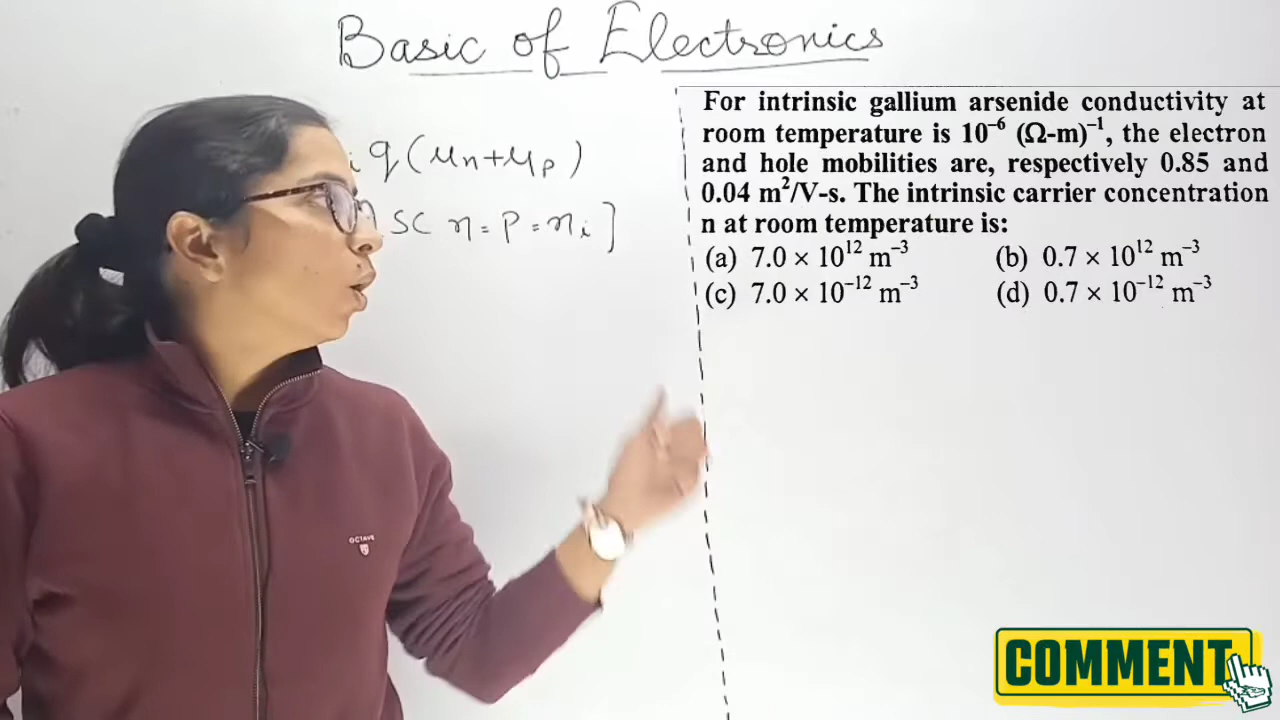 Basic of Electronics
i q (μn+μp)
SC n = p = ni ]
For intrinsic gallium arsenide conductivity at
room temperature is 10⁻⁶ (Ω-m)⁻¹, the electron
and hole mobilities are, respectively 0.85 and
0.04 m²/V-s. The intrinsic carrier concentration
n at room temperature is:
(a) 7.0 × 10¹² m⁻³ (b) 0.7 × 10¹² m⁻³
(c) 7.0 × 10⁻¹² m⁻³ (d) 0.7 × 10⁻¹² m⁻³
OCTAVE
COMMENT